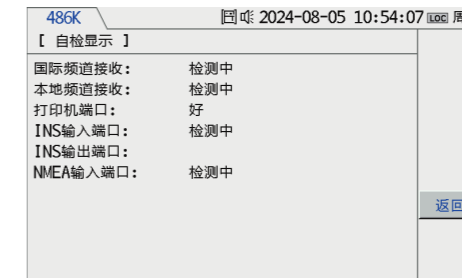 486K 2024-08-05 10:54:07 LOC 周
[ 自检显示 ]
国际频道接收: 检测中
本地频道接收: 检测中
打印机端口: 好
INS输入端口: 检测中
INS输出端口:
NMEA输入端口: 检测中
返回